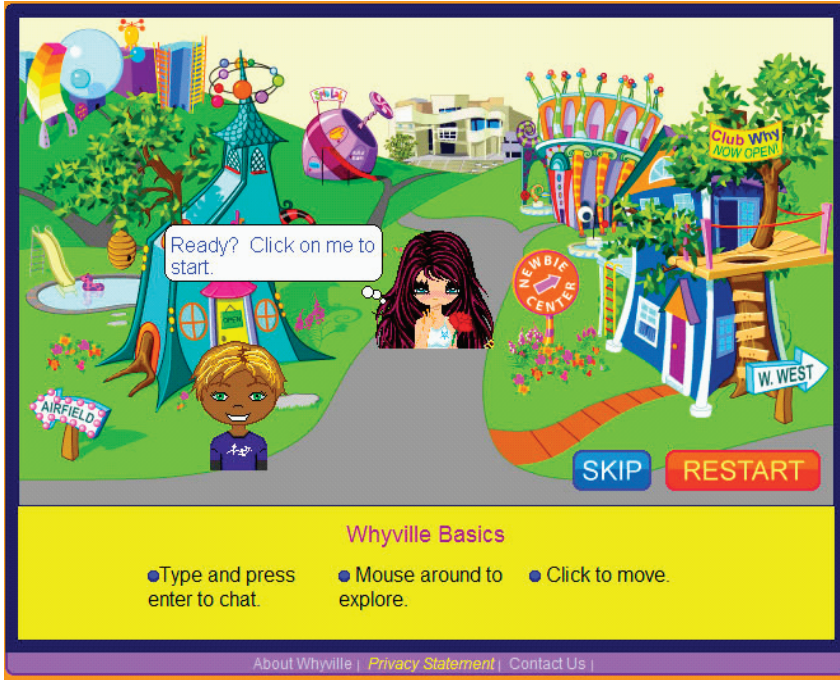 Club Why
NOW OPEN!
Ready? Click on me to
start.
NEWBIE
CENTER
OPEN
W. WEST
AIRFIELD
SKIP
RESTART
Whyville Basics
●Type and press
enter to chat.
● Mouse around to
explore.
● Click to move.
About Whyville | Privacy Statement | Contact Us |